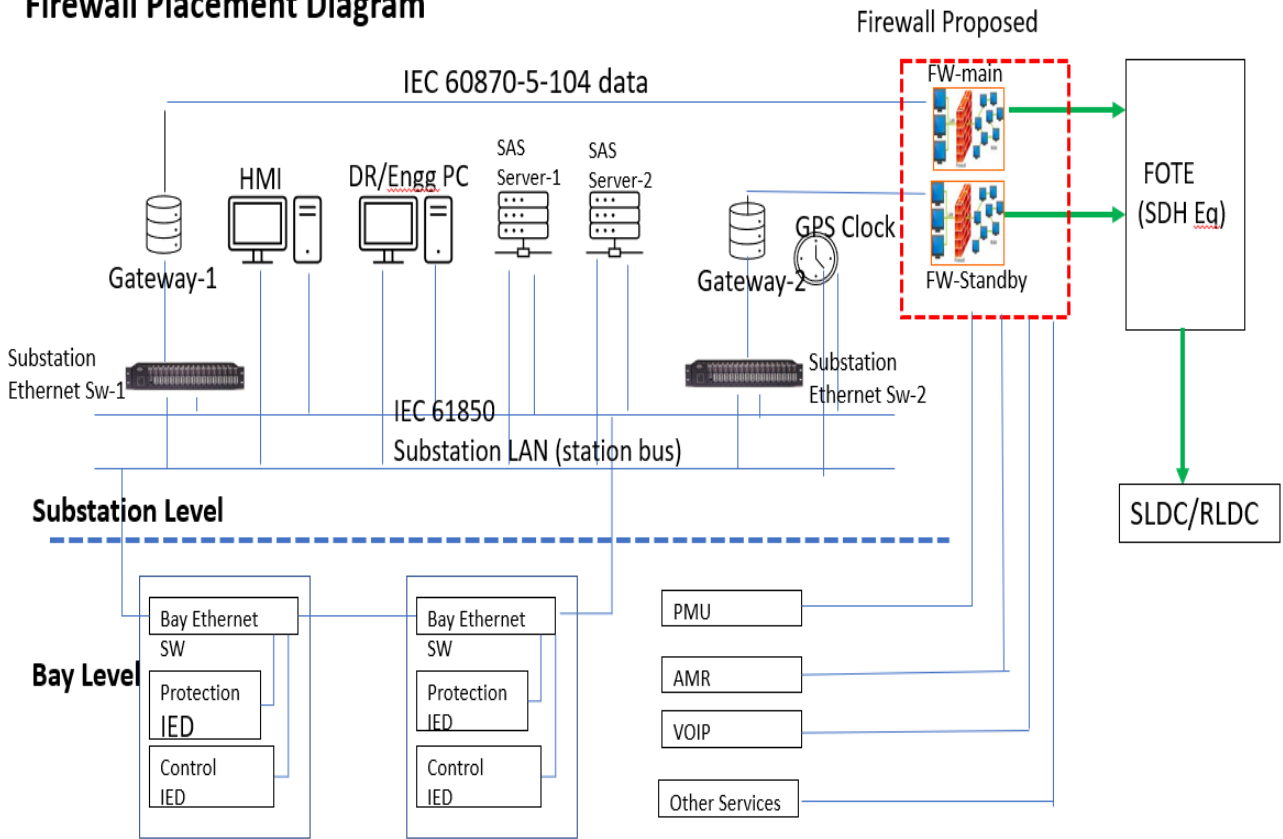 Firewall Placement Diagram
Firewall Proposed
IEC 60870-5-104 data
FW-main
FOTE
(SDH Eq)
HMI
DR/Engg PC
SAS
Server-1
SAS
Server-2
GPS Clock
Gateway-1
Gateway-2
FW-Standby
Substation
Ethernet Sw-1
Substation
Ethernet Sw-2
IEC 61850
Substation LAN (station bus)
Substation Level
SLDC/RLDC
Bay Level
Bay Ethernet
SW
Protection
IED
Control
IED
Bay Ethernet
SW
Protection
IED
Control
IED
PMU
AMR
VOIP
Other Services